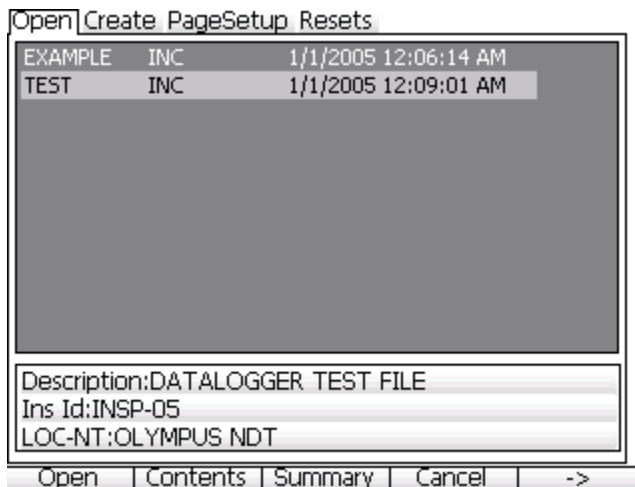 Open Create PageSetup Resets
EXAMPLE INC 1/1/2005 12:06:14 AM
TEST INC 1/1/2005 12:09:01 AM
Description:DATALOGGER TEST FILE
Ins Id:INSP-05
LOC-NT:OLYMPUS NDT
Open | Contents | Summary | Cancel | ->